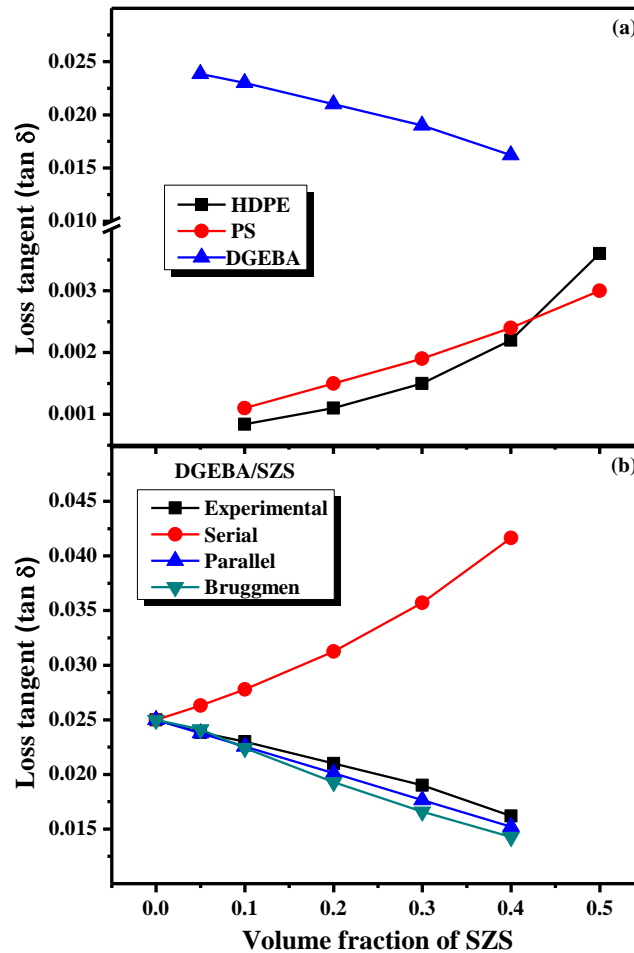 (a)
0.025
0.020
0.015
0.010
0.003
0.002
0.001
Loss tangent (tan δ)
HDPE
PS
DGEBA
(b)
DGEBA/SZS
Experimental
Serial
Parallel
Bruggmen
0.045
0.040
0.035
0.030
0.025
0.020
0.015
Loss tangent (tan δ)
0.0 0.1 0.2 0.3 0.4 0.5
Volume fraction of SZS